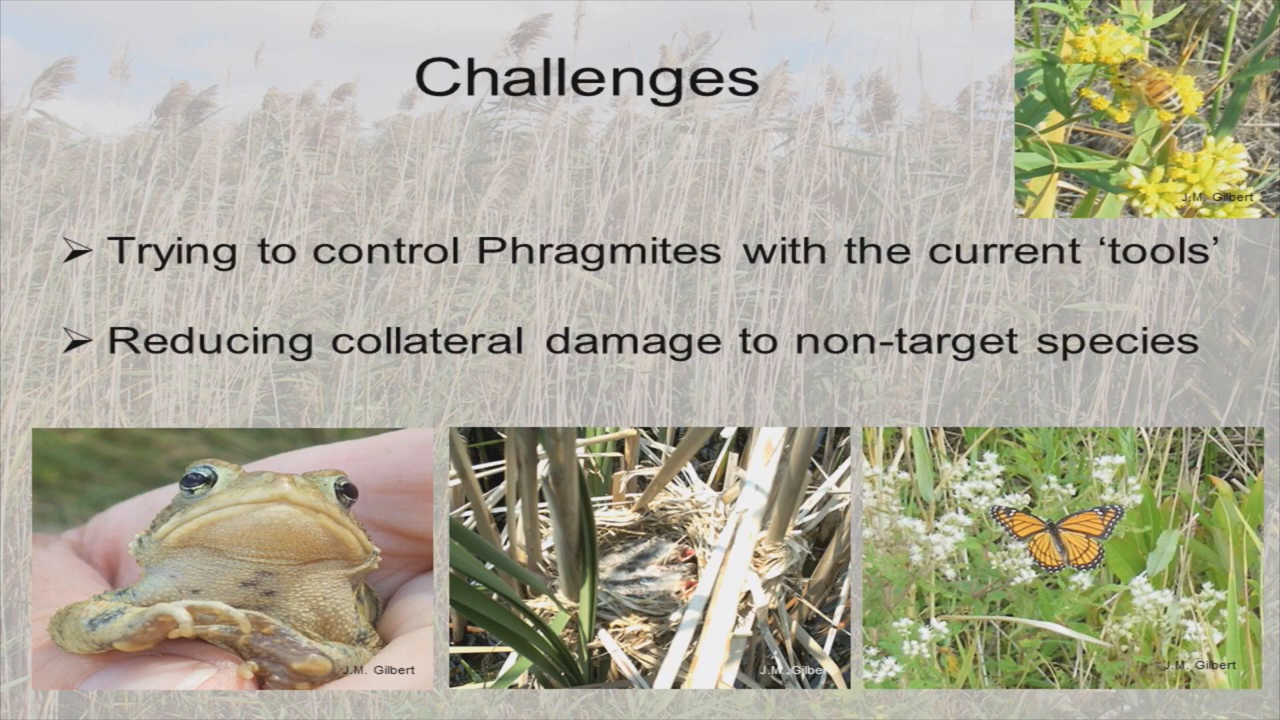 Challenges
J.M. Gilbert
➢ Trying to control Phragmites with the current ‘tools’
➢ Reducing collateral damage to non-target species
J.M. Gilbert
J.M. Gilbert
J.M. Gilbert